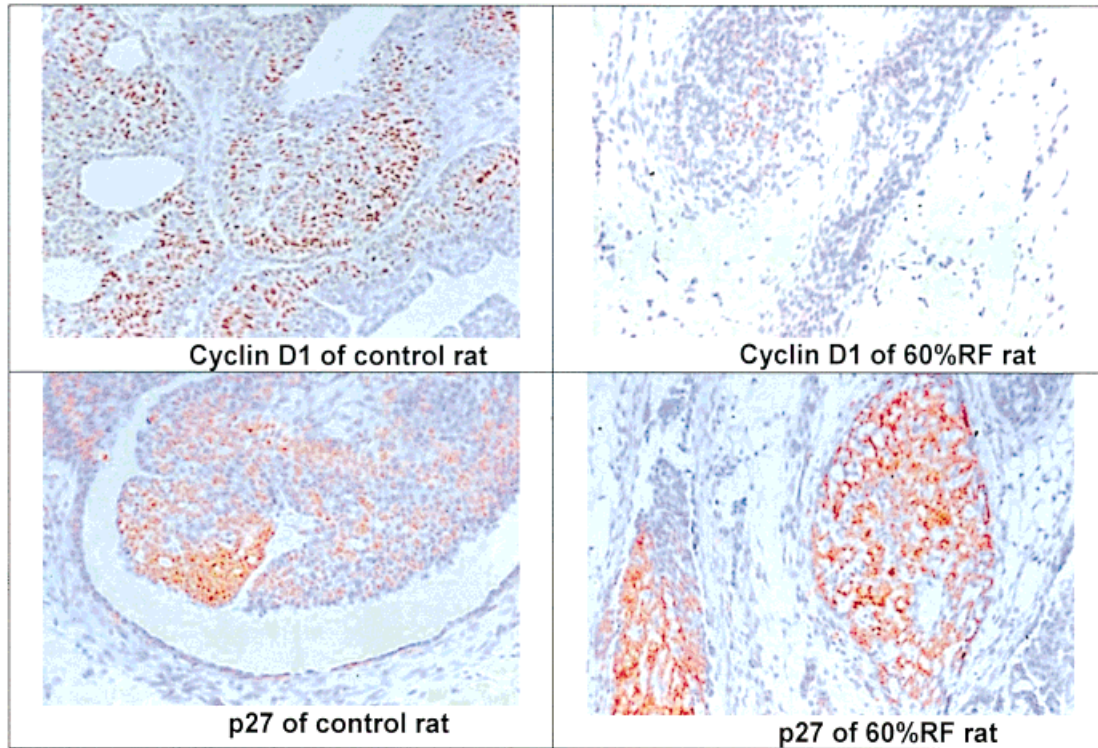 Cyclin D1 of control rat
Cyclin D1 of 60%RF rat
p27 of control rat
p27 of 60%RF rat